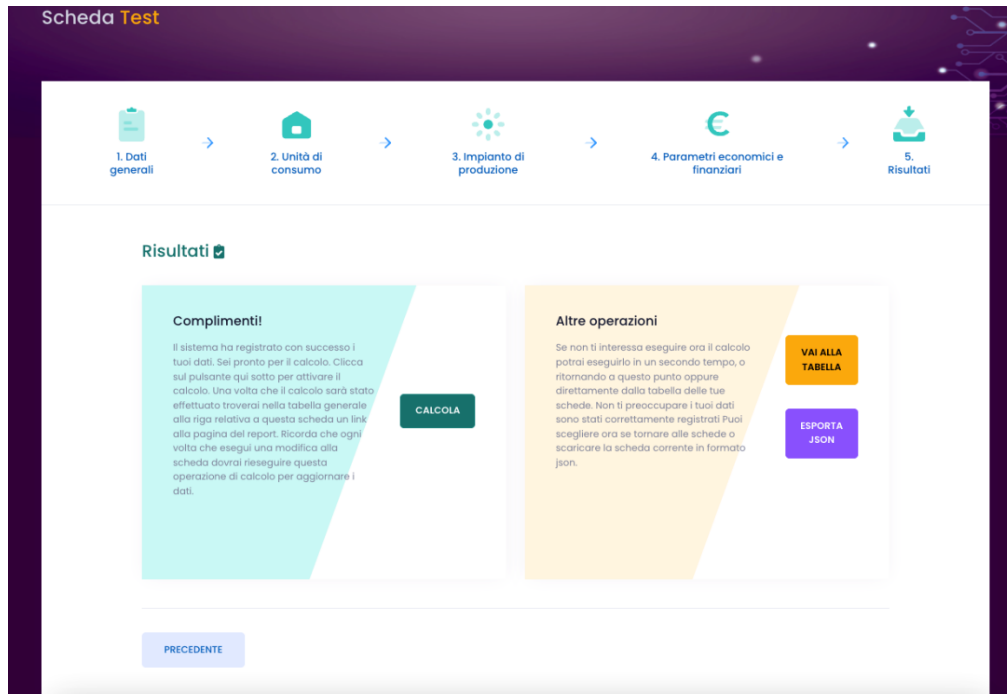 Scheda Test
1. Dati
generali
2. Unità di
consumo
3. Impianto di
produzione
4. Parametri economici e
finanziari
5.
Risultati
Risultati
Complimenti!
Il sistema ha registrato con successo i
tuoi dati. Sei pronto per il calcolo. Clicca
sul pulsante qui sotto per attivare il
calcolo. Una volta che il calcolo sarà stato
effettuato troverai nella tabella generale
alla riga relativa a questa scheda un link
alla pagina del report. Ricorda che ogni
volta che esegui una modifica alla
scheda dovrai rieseguire questa
operazione di calcolo per aggiornare i
dati.
CALCOLA
Altre operazioni
Se non ti interessa eseguire ora il calcolo
potrai eseguirlo in un secondo tempo, o
ritornando a questo punto oppure
direttamente dalla tabella delle tue
schede. Non ti preoccupare i tuoi dati
sono stati correttamente registrati Puoi
scegliere ora se tornare alle schede o
scaricare la scheda corrente in formato
json.
VAI ALLA
TABELLA
ESPORTA
JSON
PRECEDENTE